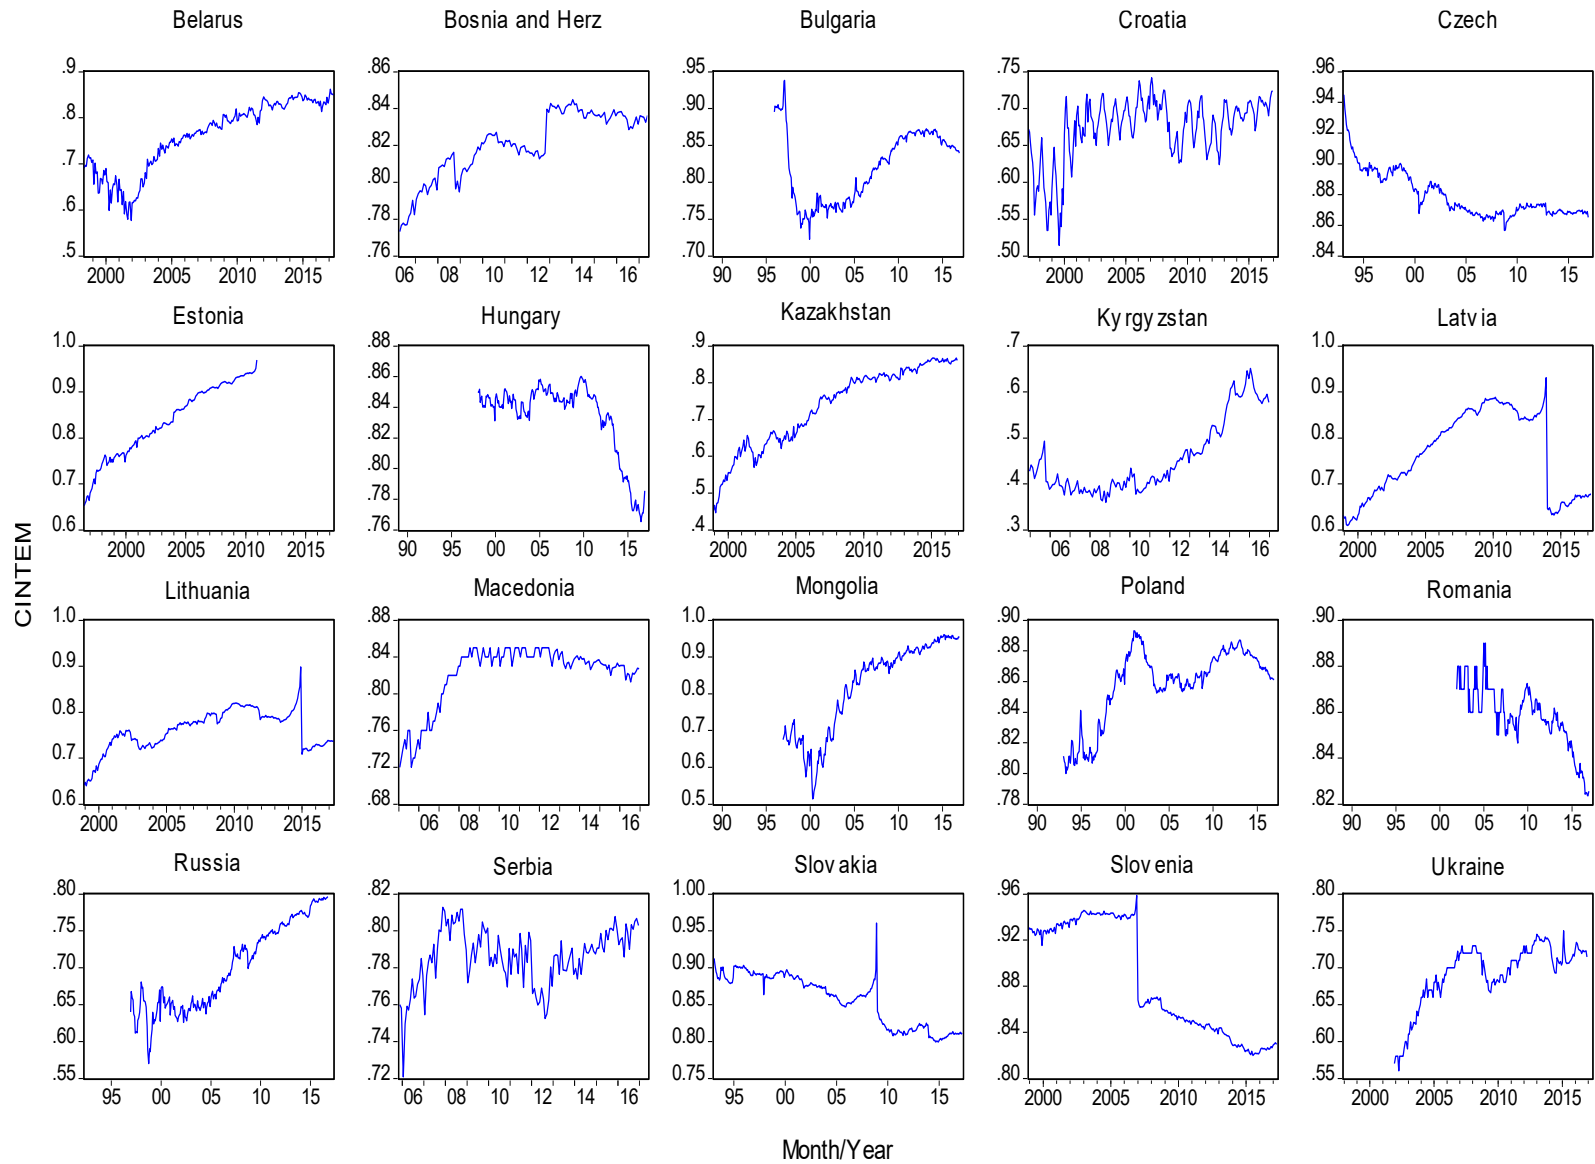 Belarus
Bosnia and Herz
Bulgaria
Croatia
Czech
.9
.8
.7
.6
.5
2000 2005 2010 2015
.86
.84
.82
.80
.78
.76
06 08 10 12 14 16
.95
.90
.85
.80
.75
.70
90 95 00 05 10 15
.75
.70
.65
.60
.55
.50
2000 2005 2010 2015
.96
.94
.92
.90
.88
.86
.84
00 05 10 15
Estonia
Hungary
Kazakhstan
Kyrgyzstan
Latvia
1.0
0.9
0.8
0.7
0.6
2000 2005 2010 2015
.88
.86
.84
.82
.80
.78
.76
90 95 00 05 10 15
.9
.8
.7
.6
.5
.4
2000 2005 2010 2015
.7
.6
.5
.4
.3
06 08 10 12 14 16
1.0
0.9
0.8
0.7
0.6
2000 2005 2010 2015
CINTEM
Lithuania
Macedonia
Mongolia
Poland
Romania
1.0
0.9
0.8
0.7
0.6
2000 2005 2010 2015
.88
.84
.80
.76
.72
.68
06 08 10 12 14 16
1.0
0.9
0.8
0.7
0.6
0.5
90 95 00 05 10 15
.90
.88
.86
.84
.82
.80
.78
90 95 00 05 10 15
.90
.88
.86
.84
.82
90 95 00 05 10 15
Russia
Serbia
Slovakia
Slovenia
Ukraine
.80
.75
.70
.65
.60
.55
95 00 05 10 15
.82
.80
.78
.76
.74
.72
06 08 10 12 14 16
1.00
0.95
0.90
0.85
0.80
0.75
95 00 05 10 15
.96
.92
.88
.84
.80
2000 2005 2010 2015
.80
.75
.70
.65
.60
.55
2000 2005 2010 2015
Month/Year